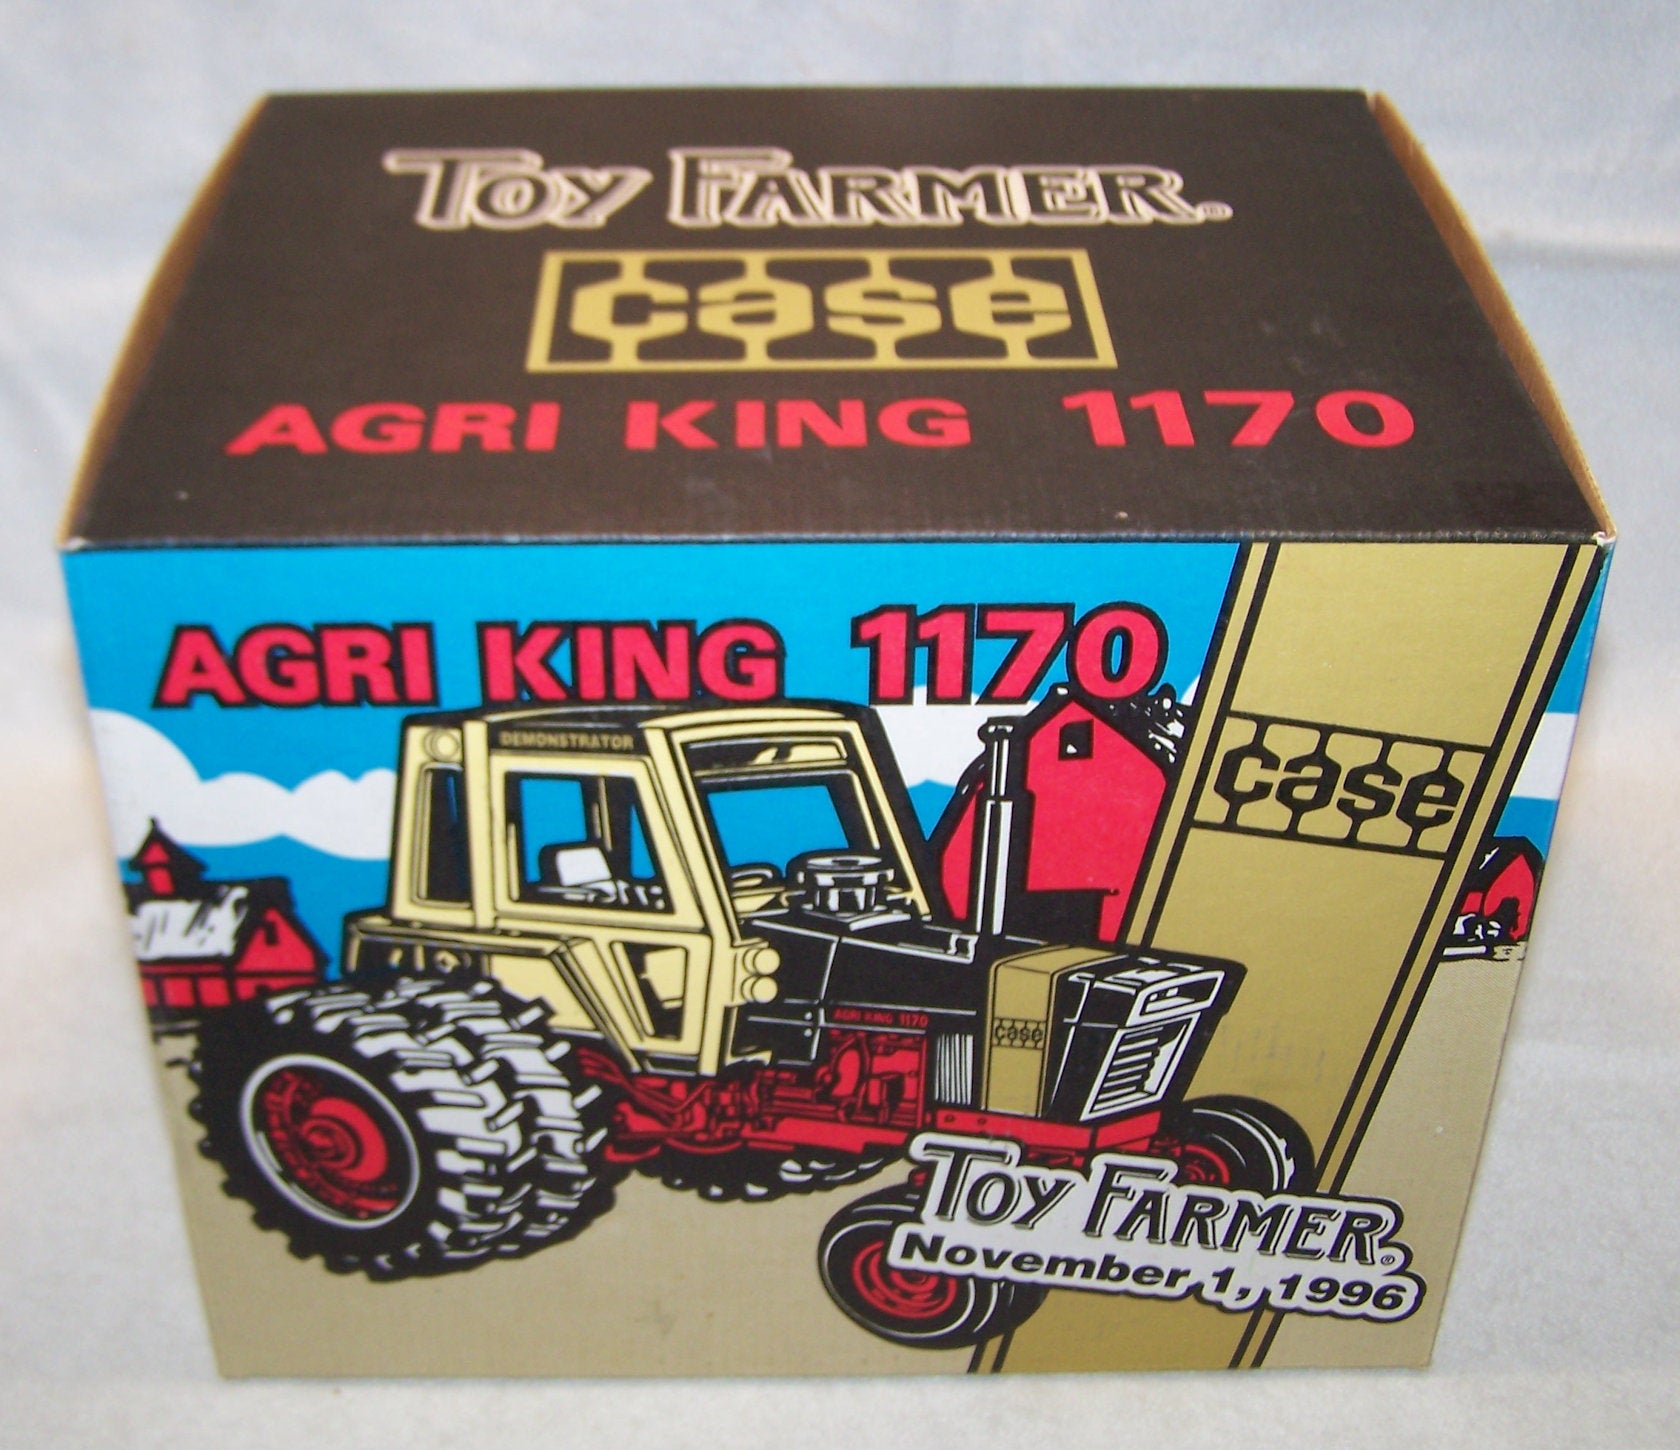 TOY FARMER®
case
AGRI KING 1170
AGRI KING 1170
DEMONSTRATOR
case
AGRI KING 1170
case
TOY FARMER®
November 1, 1996